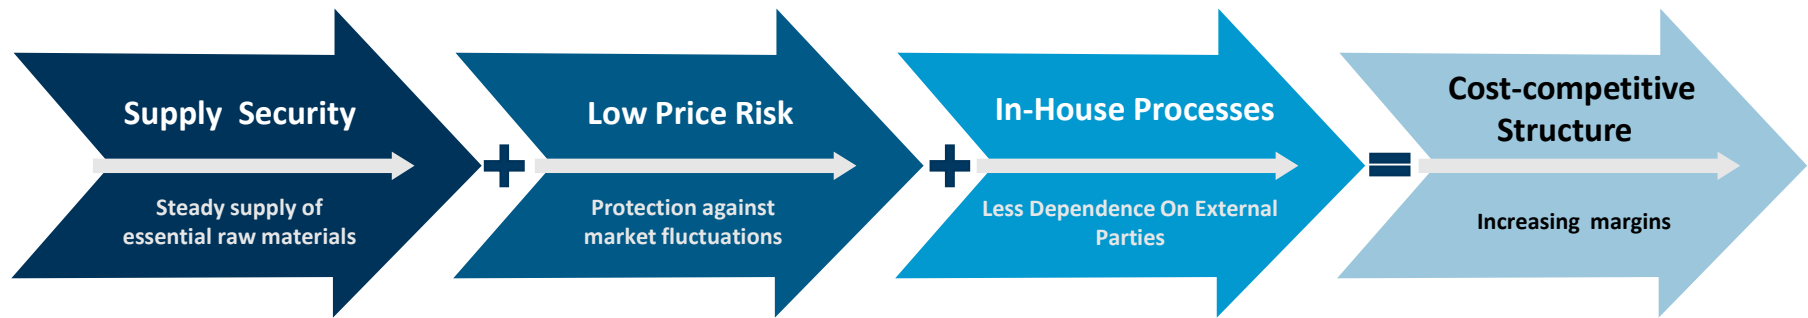 Supply  Security
Steady supply of
essential raw materials
+
Low Price Risk
Protection against
market fluctuations
+
In-House Processes
Less Dependence On External
Parties
=
Cost-competitive
Structure
Increasing  margins